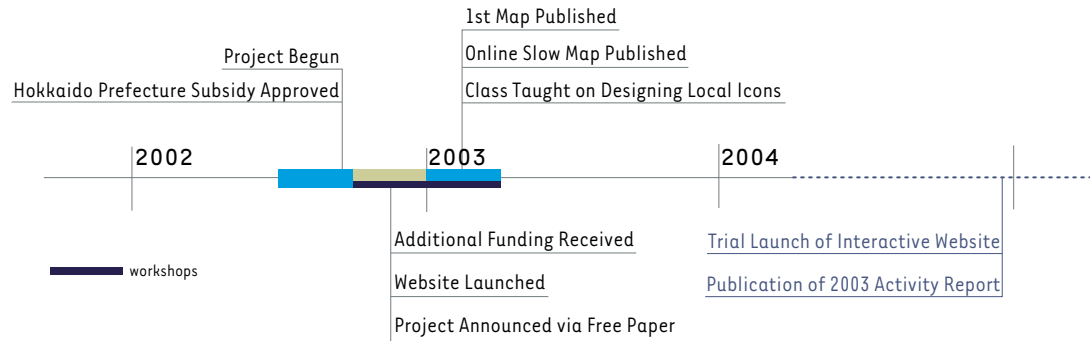 1st Map Published
Project Begun
Online Slow Map Published
Hokkaido Prefecture Subsidy Approved
Class Taught on Designing Local Icons
2002
2003
2004
Additional Funding Received
Trial Launch of Interactive Website
workshops
Website Launched
Publication of 2003 Activity Report
Project Announced via Free Paper